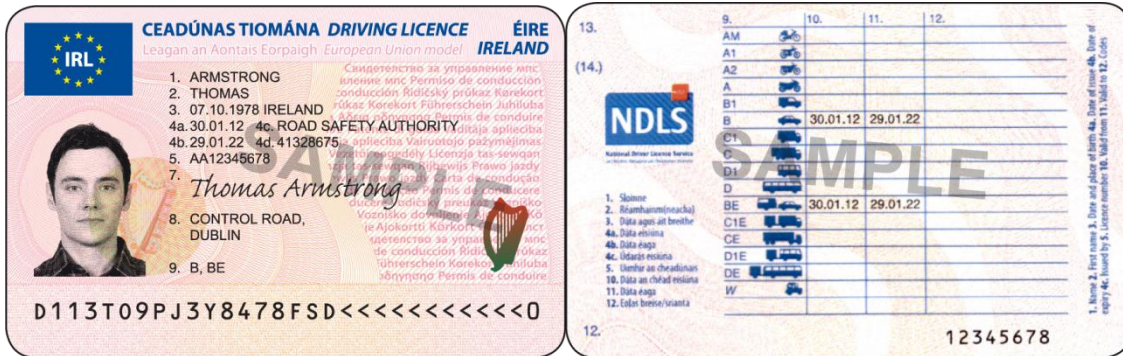 CEADÚNAS TIOMÁNA DRIVING LICENCE ÉIRE
Leagan an Aontais Eorpaigh European Union model IRELAND
IRL
1. ARMSTRONG
2. THOMAS
3. 07.10.1978 IRELAND
4a. 30.01.12 4c. ROAD SAFETY AUTHORITY
4b. 29.01.22 4d. 41328675
5. AA12345678
7. Thomas Armstrong
8. CONTROL ROAD,
DUBLIN
9. B, BE
SAMPLE
D113T09PJ3Y8478FSD<<<<<<<<<<<0
13.
(14.)
NDLS
National Driver Licence Service
1. Sloinne
2. Réamhainm(neacha)
3. Dáta agus áit breithe
4a. Dáta eisiúna
4b. Dáta éaga
4c. Údarás eisiúna
5. Uimhir an cheadúnais
10. Dáta an chéad eisiúna
11. Dáta éaga
12. Eolas breise/srianta
12.
9. 10. 11. 12.
AM
A1
A2
A
B1
B 30.01.12 29.01.22
C1
C
D1
D
BE 30.01.12 29.01.22
C1E
CE
D1E
DE
W
SAMPLE
12345678
1. Name 2. First name 3. Date and place of birth 4a. Date of issue 4b. Date of
expiry 4c. Issued by 5. Licence number 10. Valid from 11. Valid to 12. Codes